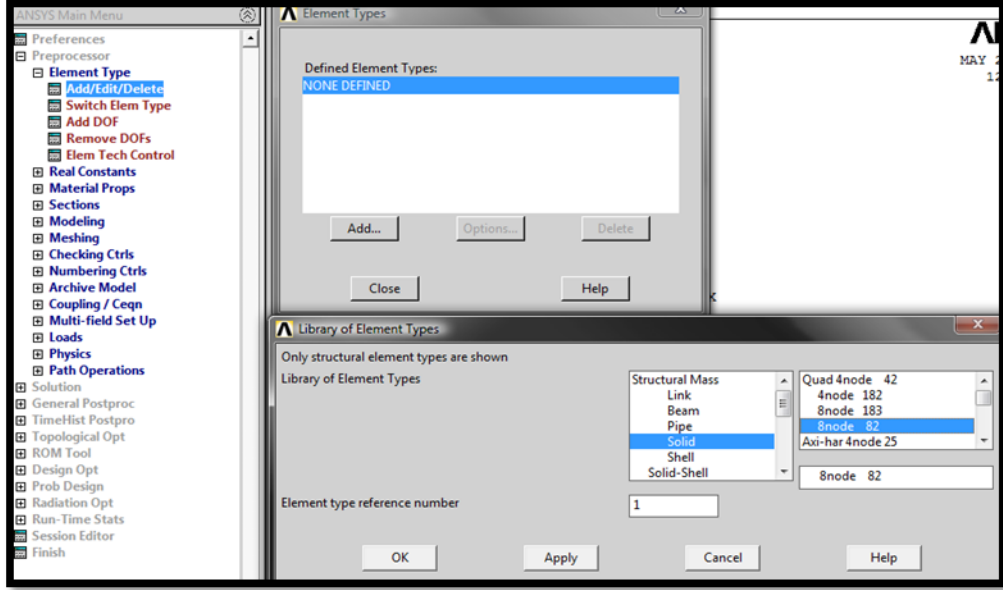 ANSYS Main Menu
Preferences
Preprocessor
Element Type
Add/Edit/Delete
Switch Elem Type
Add DOF
Remove DOFs
Elem Tech Control
Real Constants
Material Props
Sections
Modeling
Meshing
Checking Ctrls
Numbering Ctrls
Archive Model
Coupling / Ceqn
Multi-field Set Up
Loads
Physics
Path Operations
Solution
General Postproc
TimeHist Postpro
Topological Opt
ROM Tool
Design Opt
Prob Design
Radiation Opt
Run-Time Stats
Session Editor
Finish
Element Types
Defined Element Types:
NONE DEFINED
Add...
Options...
Delete
Close
Help
MAY 2
12
Library of Element Types
Only structural element types are shown
Library of Element Types
Structural Mass
Link
Beam
Pipe
Solid
Shell
Solid-Shell
Quad 4node 42
4node 182
8node 183
8node 82
Axi-har 4node 25
8node 82
Element type reference number
1
OK
Apply
Cancel
Help